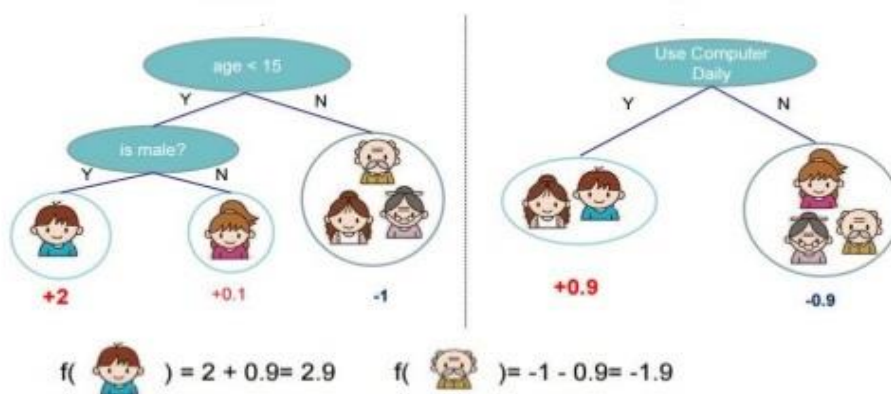 age < 15
Y
N
is male?
Y
N
+2
+0.1
-1
Use Computer
Daily
Y
N
+0.9
-0.9
f( ) = 2 + 0.9= 2.9
f( )= -1 - 0.9= -1.9